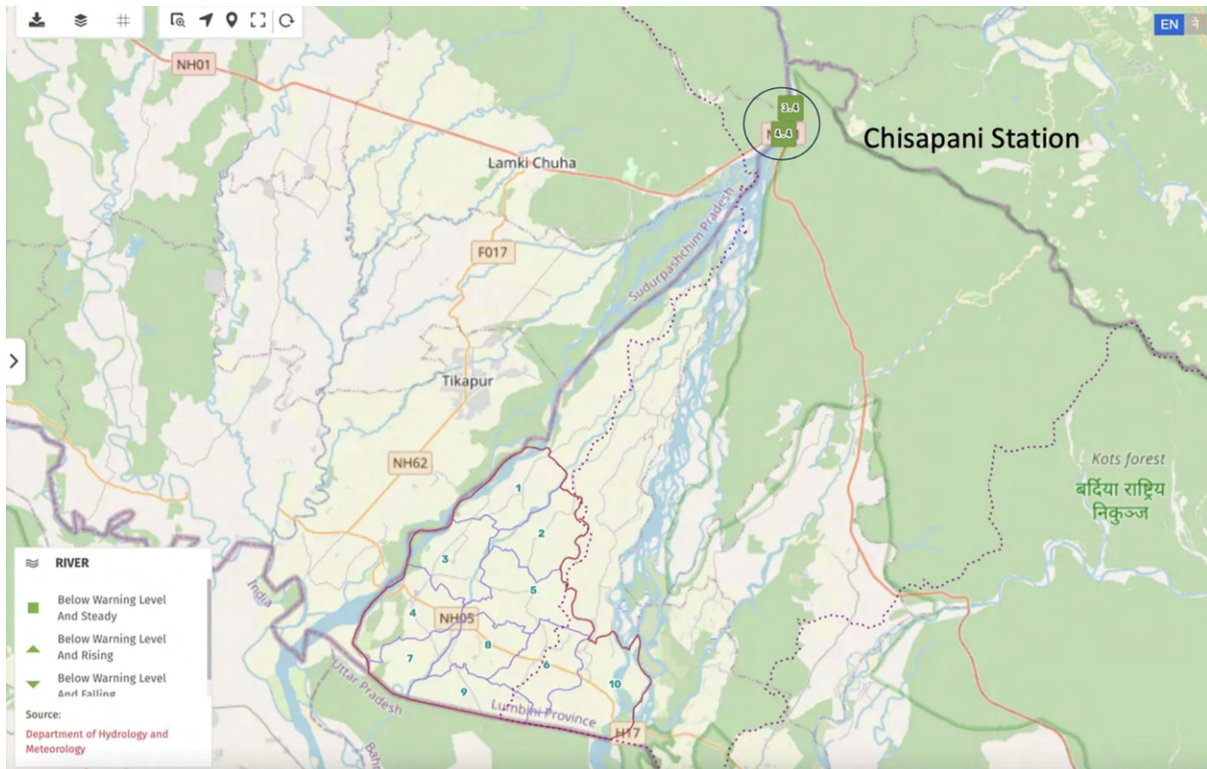 EN
NH01
3.4
4.4
Chisapani Station
Lamki Chuha
Sudurpashchim Pradesh
F017
Tikapur
NH62
Kots forest
बर्दिया राष्ट्रिय
निकुञ्ज
1
2
3
5
4
NH05
8
7
6
9
10
India
Uttar Pradesh
Lumbini Province
H17
RIVER
Below Warning Level
And Steady
Below Warning Level
And Rising
Below Warning Level
And Falling
Source:
Department of Hydrology and
Meteorology